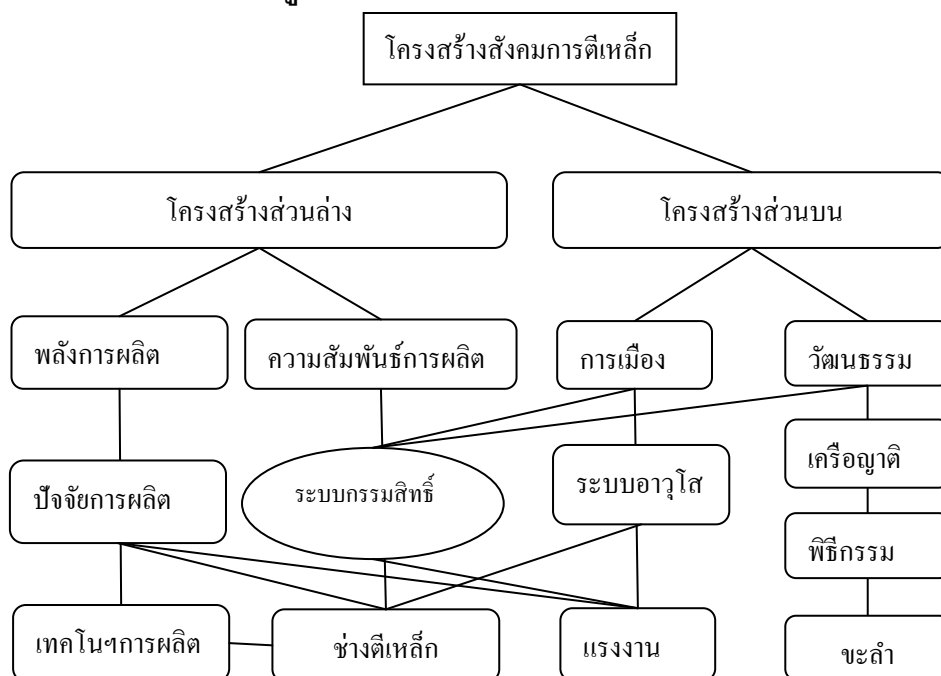 โครงสร้างสังคมการตีเหล็ก
โครงสร้างส่วนล่าง
โครงสร้างส่วนบน
พลังการผลิต
ความสัมพันธ์การผลิต
การเมือง
วัฒนธรรม
เครือญาติ
ปัจจัยการผลิต
ระบบกรรมสิทธิ์
ระบบอาวุโส
พิธีกรรม
เทคโนฯการผลิต
ช่างตีเหล็ก
แรงงาน
ขะลำ